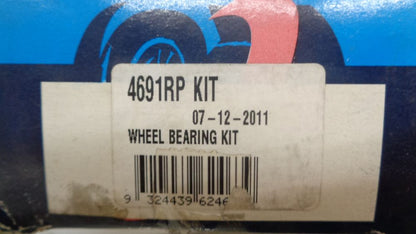 4691RP KIT
07-12-2011
WHEEL BEARING KIT
9 324439 6246